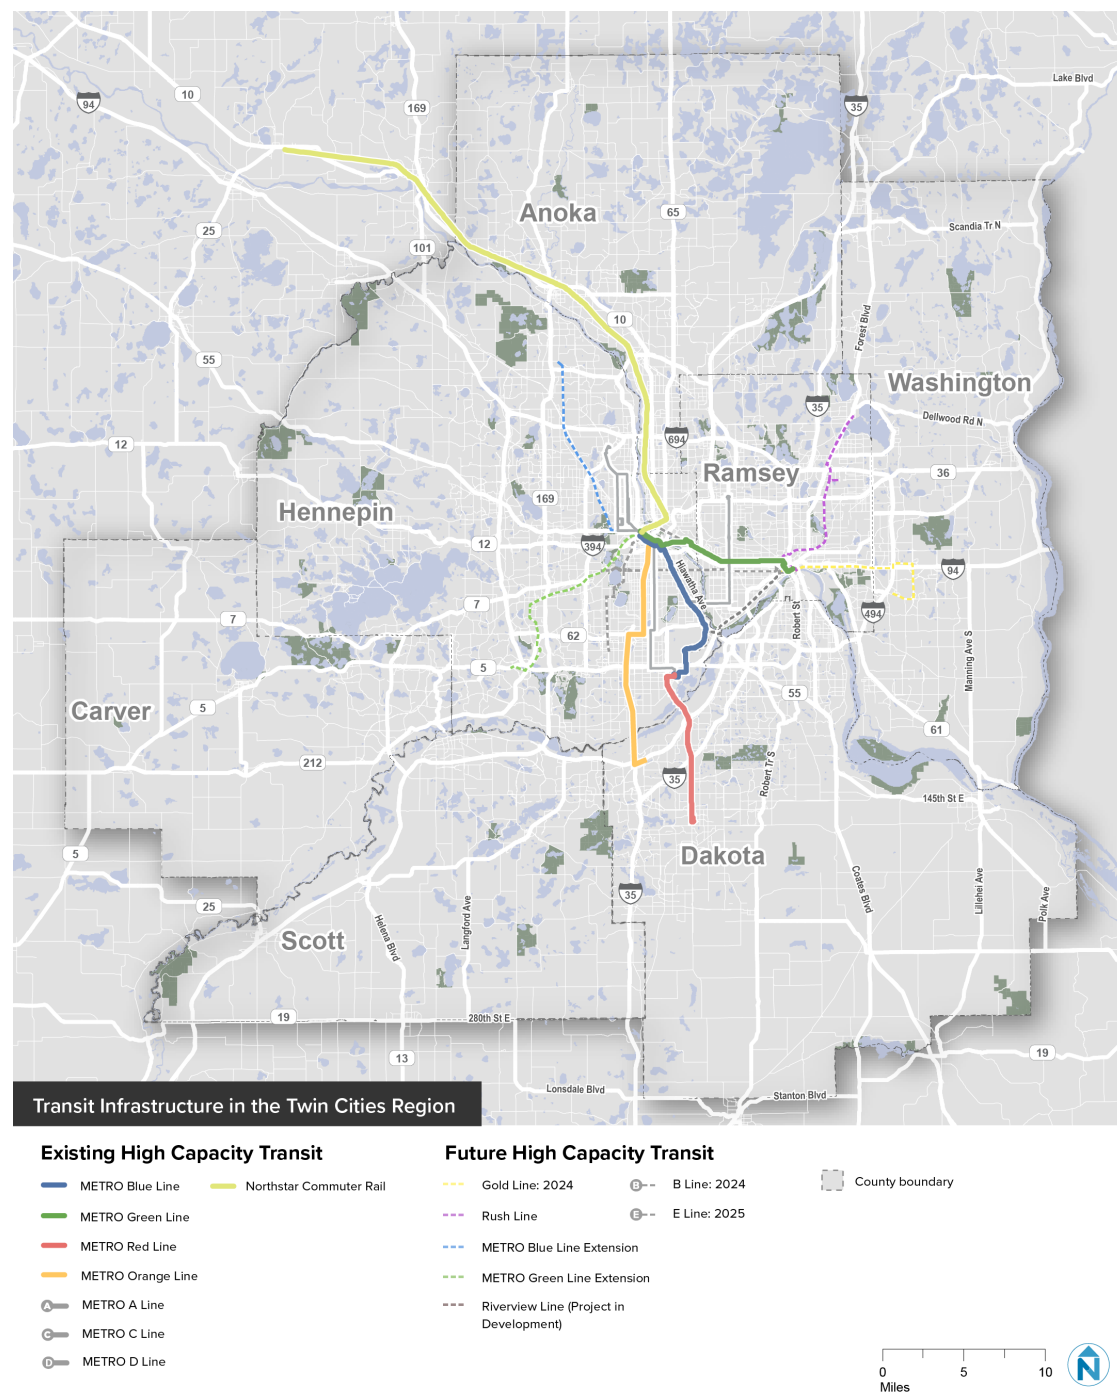 Lake Blvd
94
10
169
35
Anoka
65
25
Scandia Tr N
101
10
Forest Blvd
55
Washington
35
Dellwood Rd N
12
694
Ramsey
36
169
Hennepin
12
394
94
Hiawatha Ave
7
494
7
62
Robert St
5
Manning Ave S
55
Carver
5
61
212
35
Robert Tr S
145th St E
5
Dakota
35
Coates Blvd
Lillehei Ave
Polk Ave
25
Langford Ave
Helena Blvd
Scott
19
280th St E
13
19
Lonsdale Blvd
Stanton Blvd
Transit Infrastructure in the Twin Cities Region
Existing High Capacity Transit
METRO Blue Line
Northstar Commuter Rail
METRO Green Line
METRO Red Line
METRO Orange Line
A METRO A Line
C METRO C Line
D METRO D Line
Future High Capacity Transit
Gold Line: 2024
B B Line: 2024
Rush Line
E E Line: 2025
METRO Blue Line Extension
METRO Green Line Extension
Riverview Line (Project in
Development)
County boundary
0 5 10
Miles
N